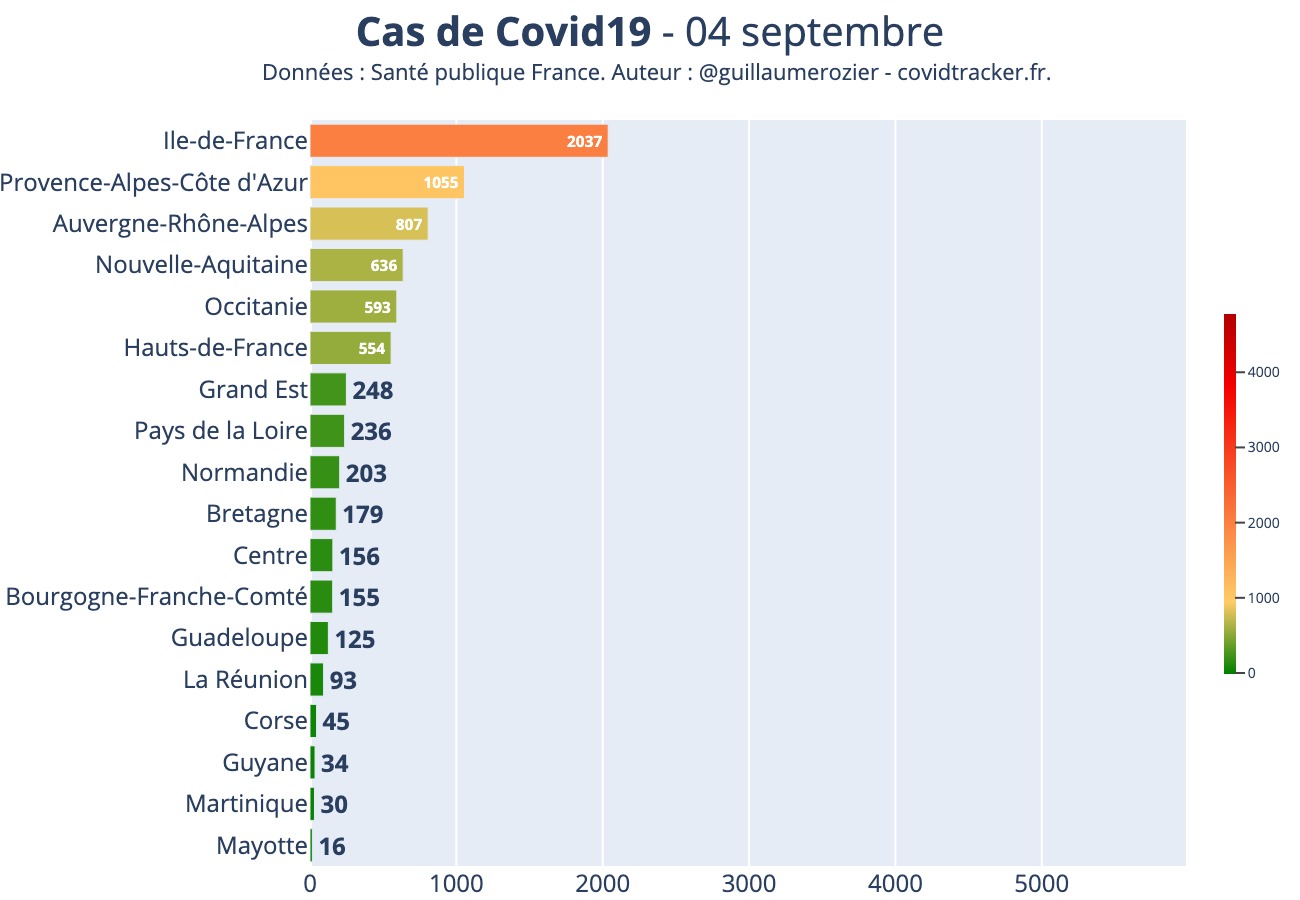 Cas de Covid19 - 04 septembre
Données : Santé publique France. Auteur : @guillaumerozier - covidtracker.fr.
Ile-de-France 2037
Provence-Alpes-Côte d'Azur 1055
Auvergne-Rhône-Alpes 807
Nouvelle-Aquitaine 636
Occitanie 593
Hauts-de-France 554
Grand Est 248
Pays de la Loire 236
Normandie 203
Bretagne 179
Centre 156
Bourgogne-Franche-Comté 155
Guadeloupe 125
La Réunion 93
Corse 45
Guyane 34
Martinique 30
Mayotte 16
0 1000 2000 3000 4000 5000
4000
3000
2000
1000
0